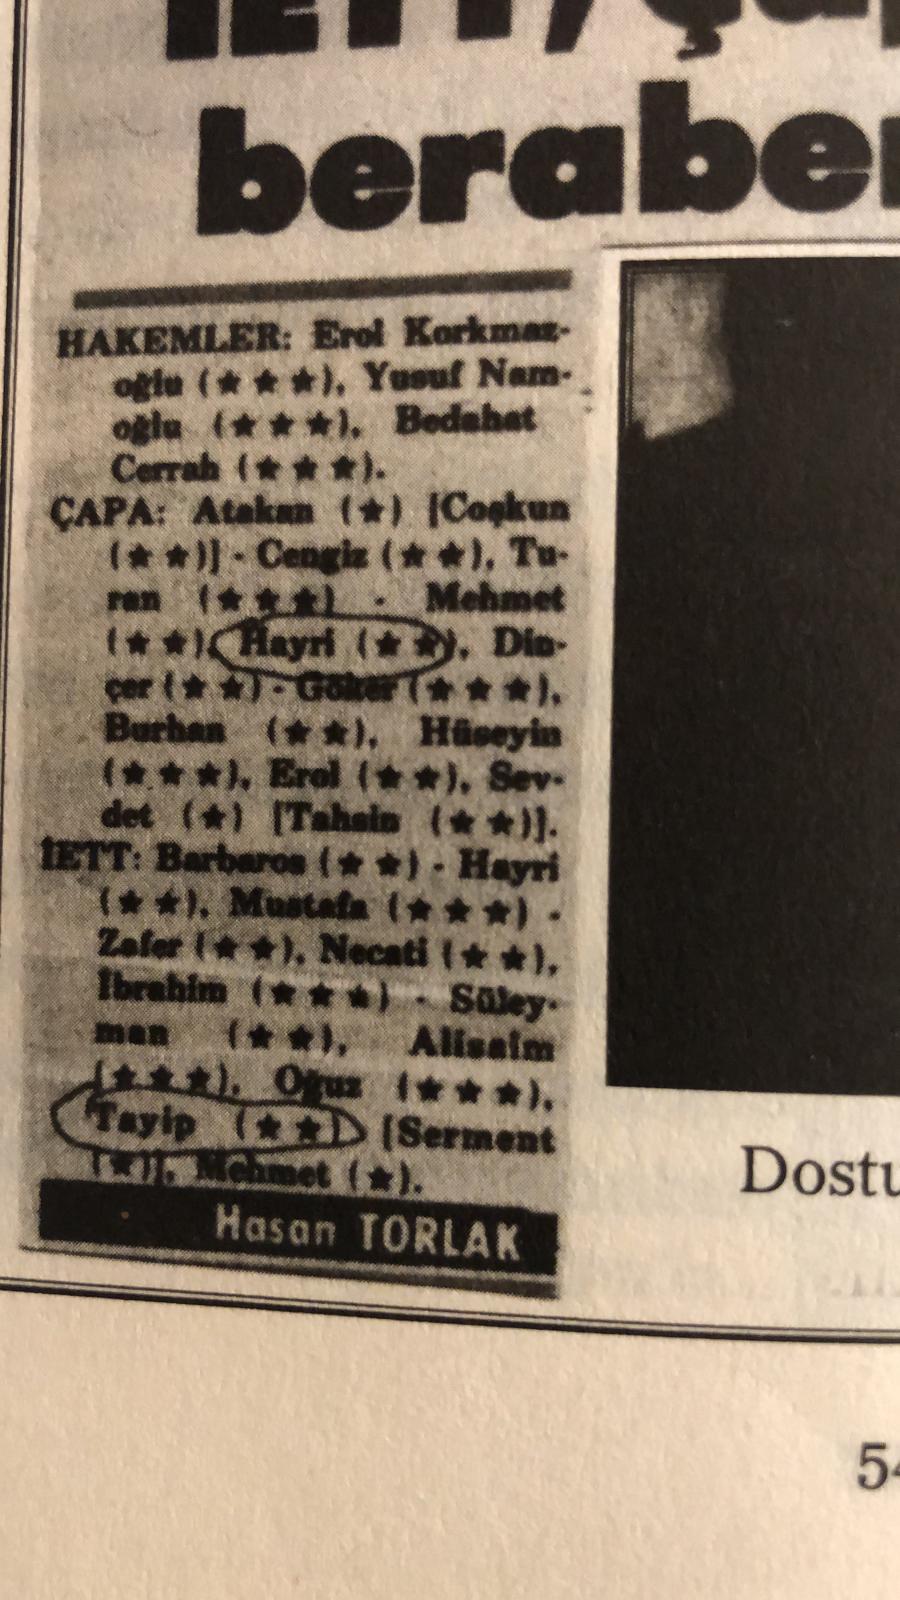 İETT/Çap
beraber
HAKEMLER: Erol Korkmaz-
oğlu (★ ★ ★), Yusuf Nam-
oğlu (★ ★ ★), Bedahat
Cerrah (★ ★ ★).
ÇAPA: Atakan (★) [Coşkun
(★ ★)] - Cengiz (★ ★), Tu-
ran (★ ★ ★) - Mehmet
(★ ★), Hayri (★ ★), Din-
çer (★ ★) - Göker (★ ★ ★),
Burhan (★ ★), Hüseyin
(★ ★ ★), Erol (★ ★), Sev-
det (★) [Tahsin (★ ★)].
İETT: Barbaros (★ ★) - Hayri
(★ ★), Mustafa (★ ★ ★) -
Zafer (★ ★), Necati (★ ★),
İbrahim (★ ★ ★) - Süley-
man (★ ★), Alisaim
(★ ★ ★), Oğuz (★ ★ ★),
Tayip (★ ★) [Serment
(★)], Mehmet (★).
Hasan TORLAK
Dostu
54